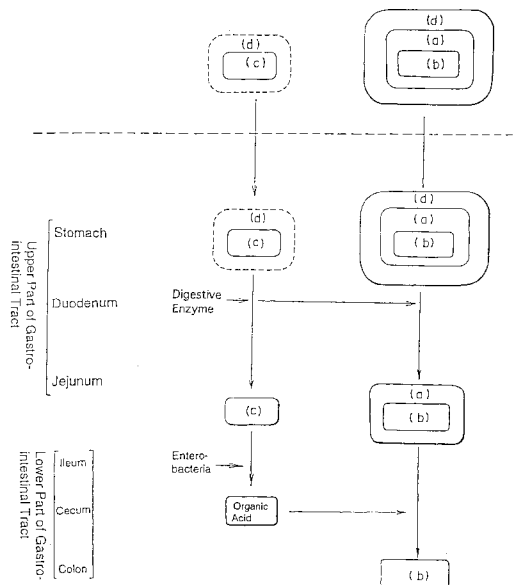 (d)
(c)
(d)
(a)
(b)
(d)
(c)
(d)
(a)
(b)
Upper Part of Gastro-
intestinal Tract
Stomach
Duodenum
Jejunum
Digestive
Enzyme
(c)
(a)
(b)
Lower Part of Gastro-
intestinal Tract
Ileum
Cecum
Colon
Entero-
bacteria
Organic
Acid
(b)